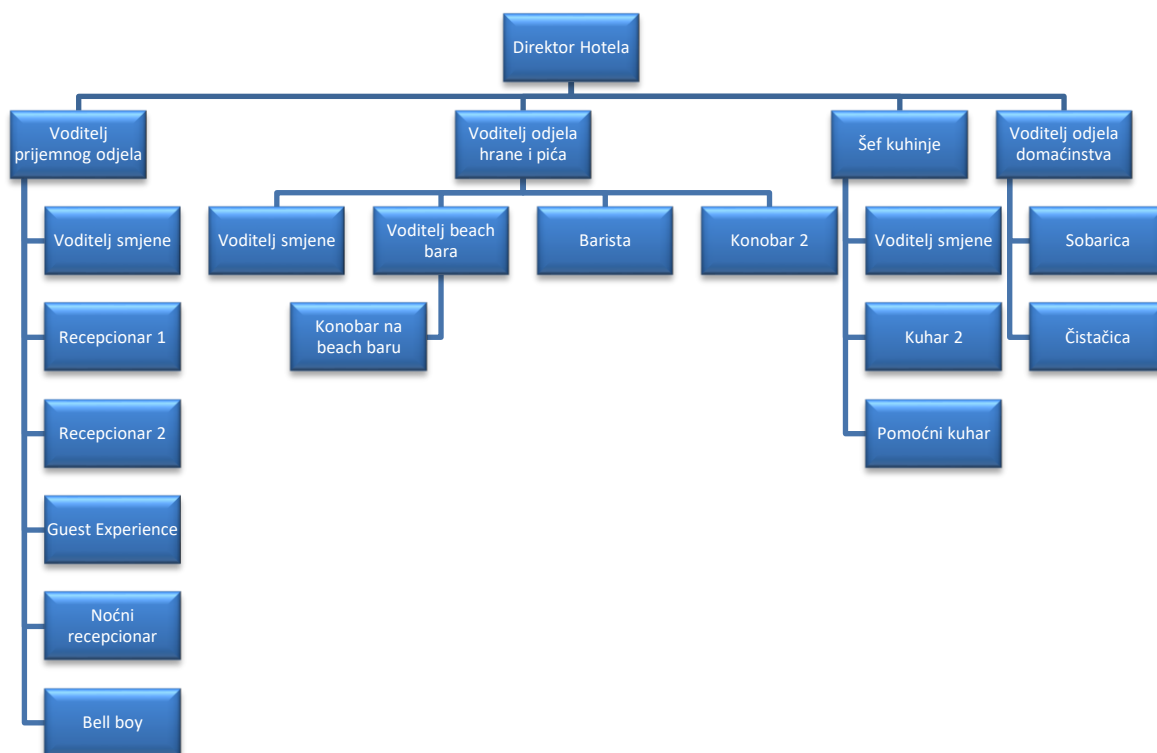 Direktor Hotela
Voditelj
prijemnog odjela
Voditelj odjela
hrane i pića
Šef kuhinje
Voditelj odjela
domaćinstva
Voditelj smjene
Voditelj smjene
Voditelj beach
bara
Barista
Konobar 2
Voditelj smjene
Sobarica
Recepcionar 1
Konobar na
beach baru
Kuhar 2
Čistačica
Recepcionar 2
Pomoćni kuhar
Guest Experience
Noćni
recepcionar
Bell boy